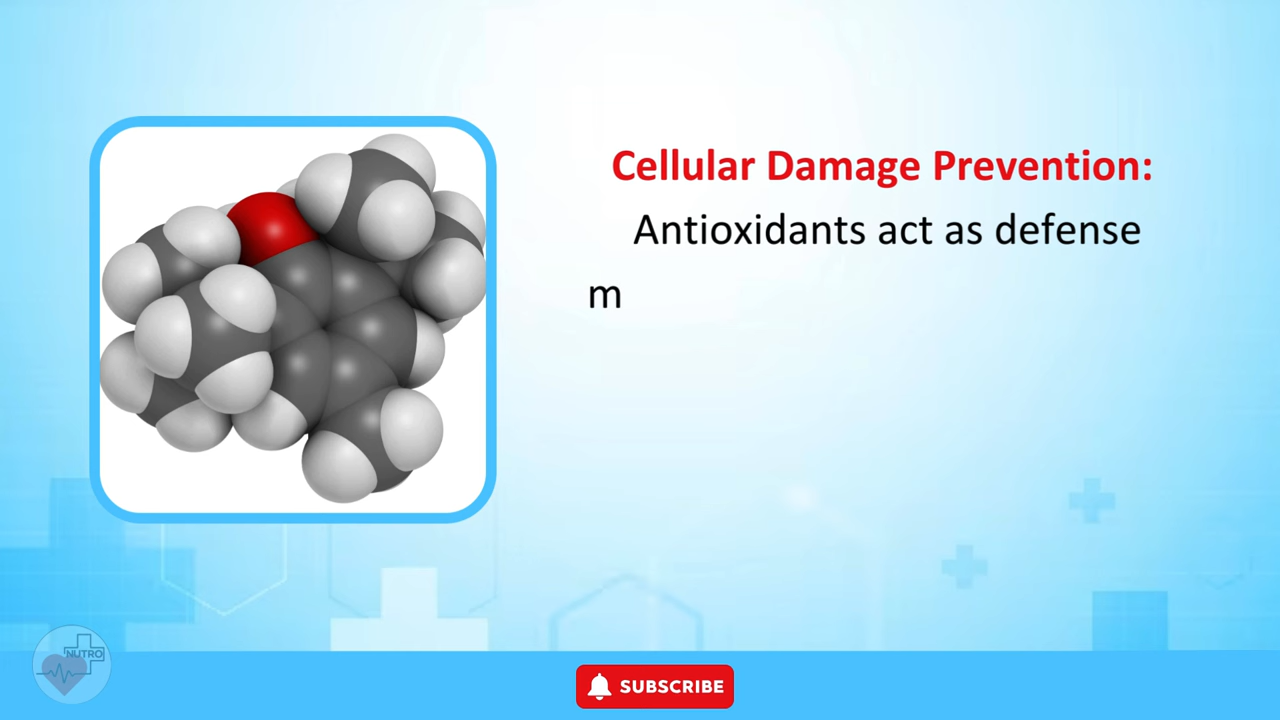 Cellular Damage Prevention:
Antioxidants act as defense
m
NUTRO
SUBSCRIBE